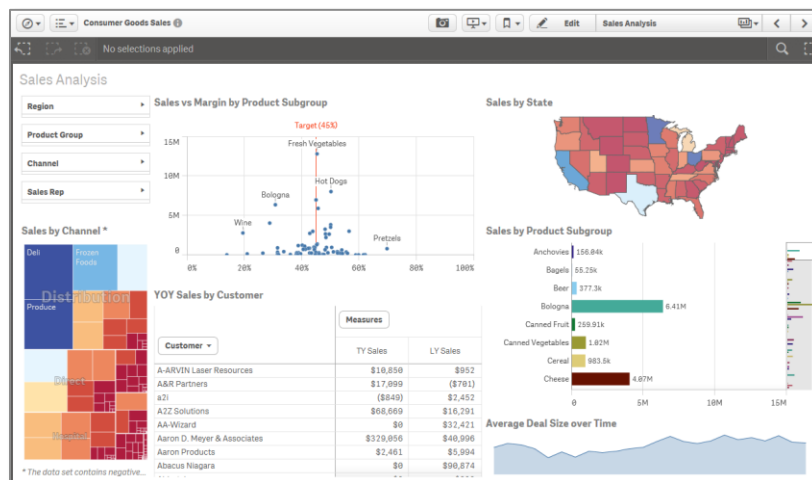 Consumer Goods Sales
Edit
Sales Analysis
No selections applied
Sales Analysis
Region
Product Group
Channel
Sales Rep
Sales by Channel *
Deli
Frozen Foods
Distribution
Produce
Direct
Hospital
* The data set contains negative...
Sales vs Margin by Product Subgroup
Target (45%)
Fresh Vegetables
15M
10M
Hot Dogs
Bologna
5M
Wine
Pretzels
0
0% 20% 40% 60% 80% 100%
YOY Sales by Customer
Measures
Customer
TY Sales LY Sales
A-ARVIN Laser Resources $10,850 $952
A&R Partners $17,099 ($701)
a2i ($849) $2,452
A2Z Solutions $68,669 $16,291
AA-Wizard $0 $32,421
Aaron D. Meyer & Associates $329,056 $40,996
Aaron Products $2,461 $5,994
Abacus Niagara $0 $90,874
Sales by State
Sales by Product Subgroup
Anchovies 156.04k
Bagels 55.25k
Beer 377.3k
Bologna 6.41M
Canned Fruit 259.91k
Canned Vegetables 1.02M
Cereal 983.5k
Cheese 4.07M
0 5M 10M 15M
Average Deal Size over Time